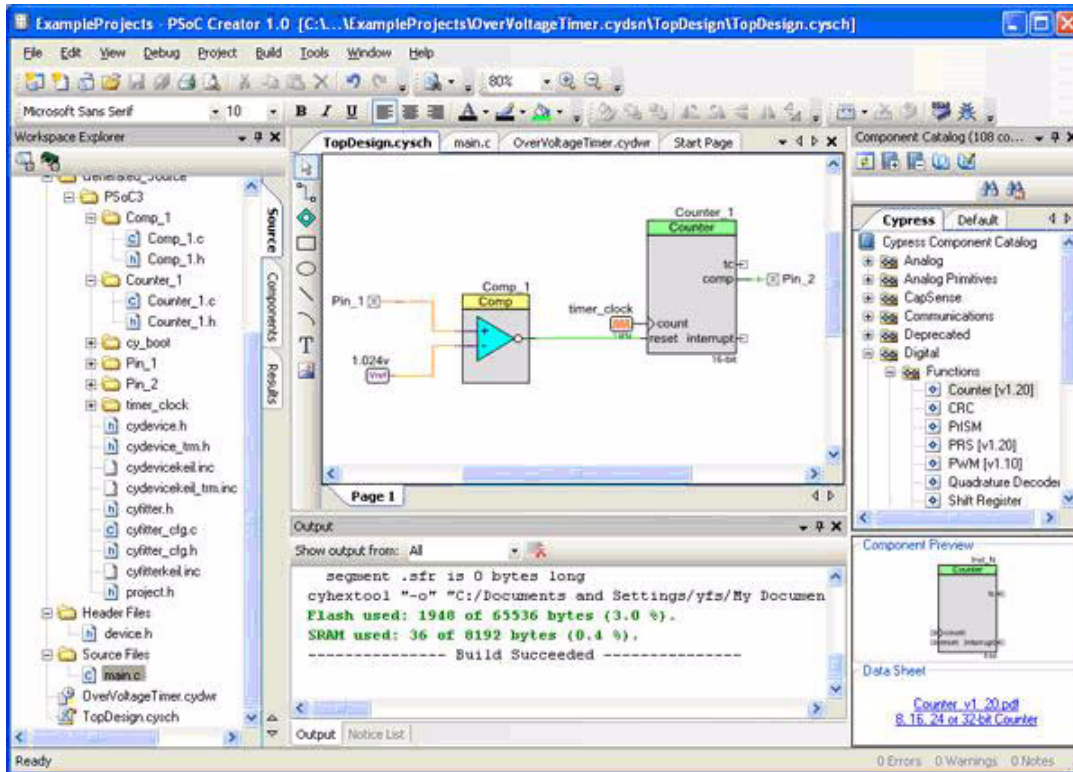 ExampleProjects - PSoC Creator 1.0 [C:\...\ExampleProjects\OverVoltageTimer.cydsn\TopDesign\TopDesign.cysch]
File Edit View Debug Project Build Tools Window Help
80%
Microsoft Sans Serif 10 B I U A
Workspace Explorer
Generated_Source
PSoC3
Comp_1
Comp_1.c
Comp_1.h
Counter_1
Counter_1.c
Counter_1.h
cy_boot
Pin_1
Pin_2
timer_clock
cydevice.h
cydevice_trm.h
cydevicekeil.inc
cydevicekeil_trm.inc
cyfitter.h
cyfitter_cfg.c
cyfitter_cfg.h
cyfitterkeil.inc
project.h
Header Files
device.h
Source Files
main.c
OverVoltageTimer.cydwr
TopDesign.cysch
Source
Components
Results
TopDesign.cysch main.c OverVoltageTimer.cydwr Start Page
T
Counter_1
Counter
tc
comp
Pin_2
timer_clock
count
reset interrupt
16-bit
Comp_1
Comp
Pin_1
+
-
1.024v
Vref
Page 1
Output
Show output from: All
segment .sfr is 0 bytes long
cyhextool "-o" "C:/Documents and Settings/yfs/My Documen
Flash used: 1948 of 65536 bytes (3.0 %).
SRAM used: 36 of 8192 bytes (0.4 %).
--------------- Build Succeeded ---------------
Output Notice List
Component Catalog (108 co...
Cypress Default
Cypress Component Catalog
Analog
Analog Primitives
CapSense
Communications
Deprecated
Digital
Functions
Counter [v1.20]
CRC
PrISM
PRS [v1.20]
PWM [v1.10]
Quadrature Decoder
Shift Register
Component Preview
Inst_N
Counter
count
reset interrupt
Data Sheet
Counter_v1_20.pdf
8, 16, 24 or 32-bit Counter
Ready
0 Errors 0 Warnings 0 Notes